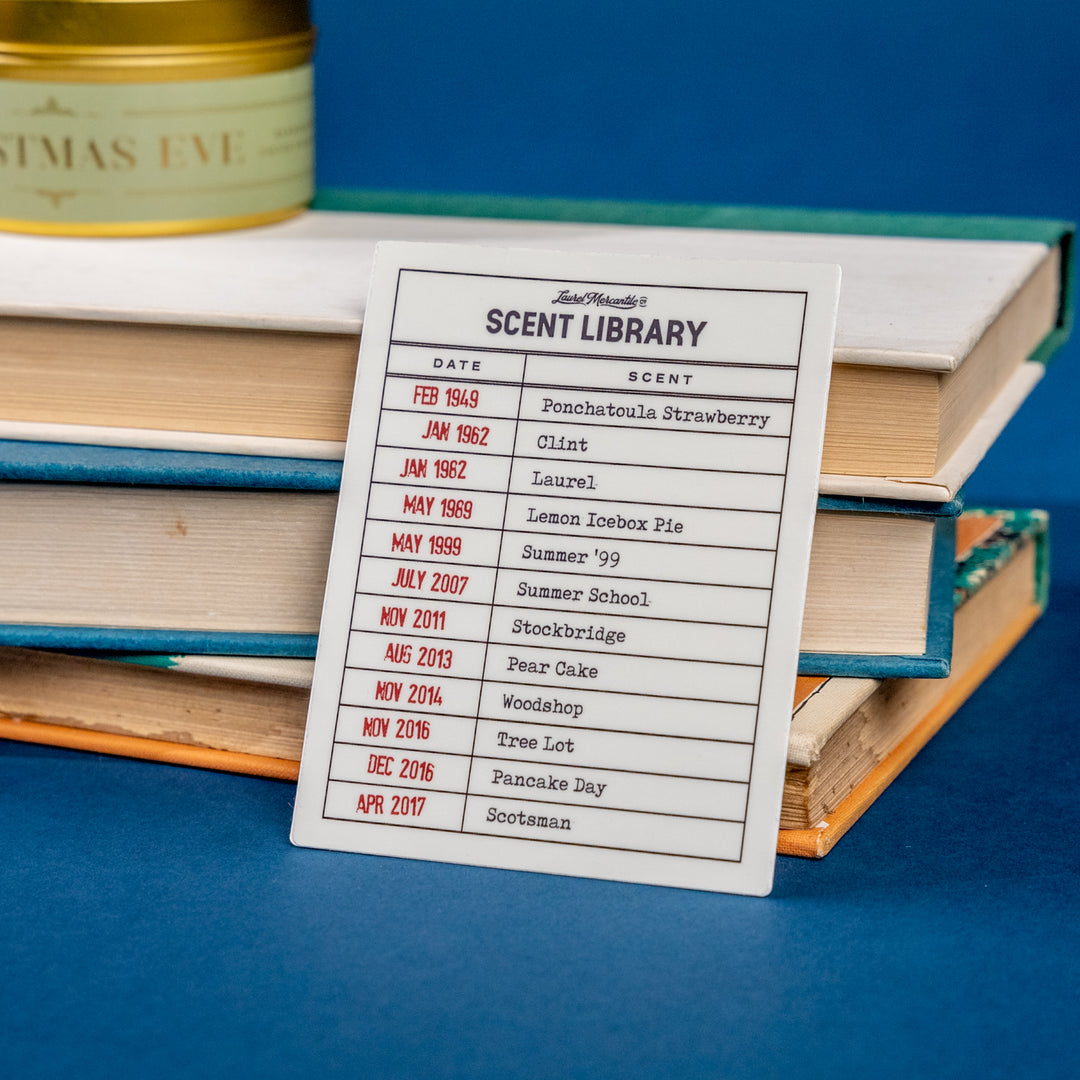 STMAS EVE
Laurel Mercantile Co
SCENT LIBRARY
DATE SCENT
FEB 1949 Ponchatoula Strawberry
JAN 1962 Clint
JAN 1962 Laurel
MAY 1989 Lemon Icebox Pie
MAY 1999 Summer '99
JULY 2007 Summer School
NOV 2011 Stockbridge
AUG 2013 Pear Cake
NOV 2014 Woodshop
NOV 2016 Tree Lot
DEC 2016 Pancake Day
APR 2017 Scotsman